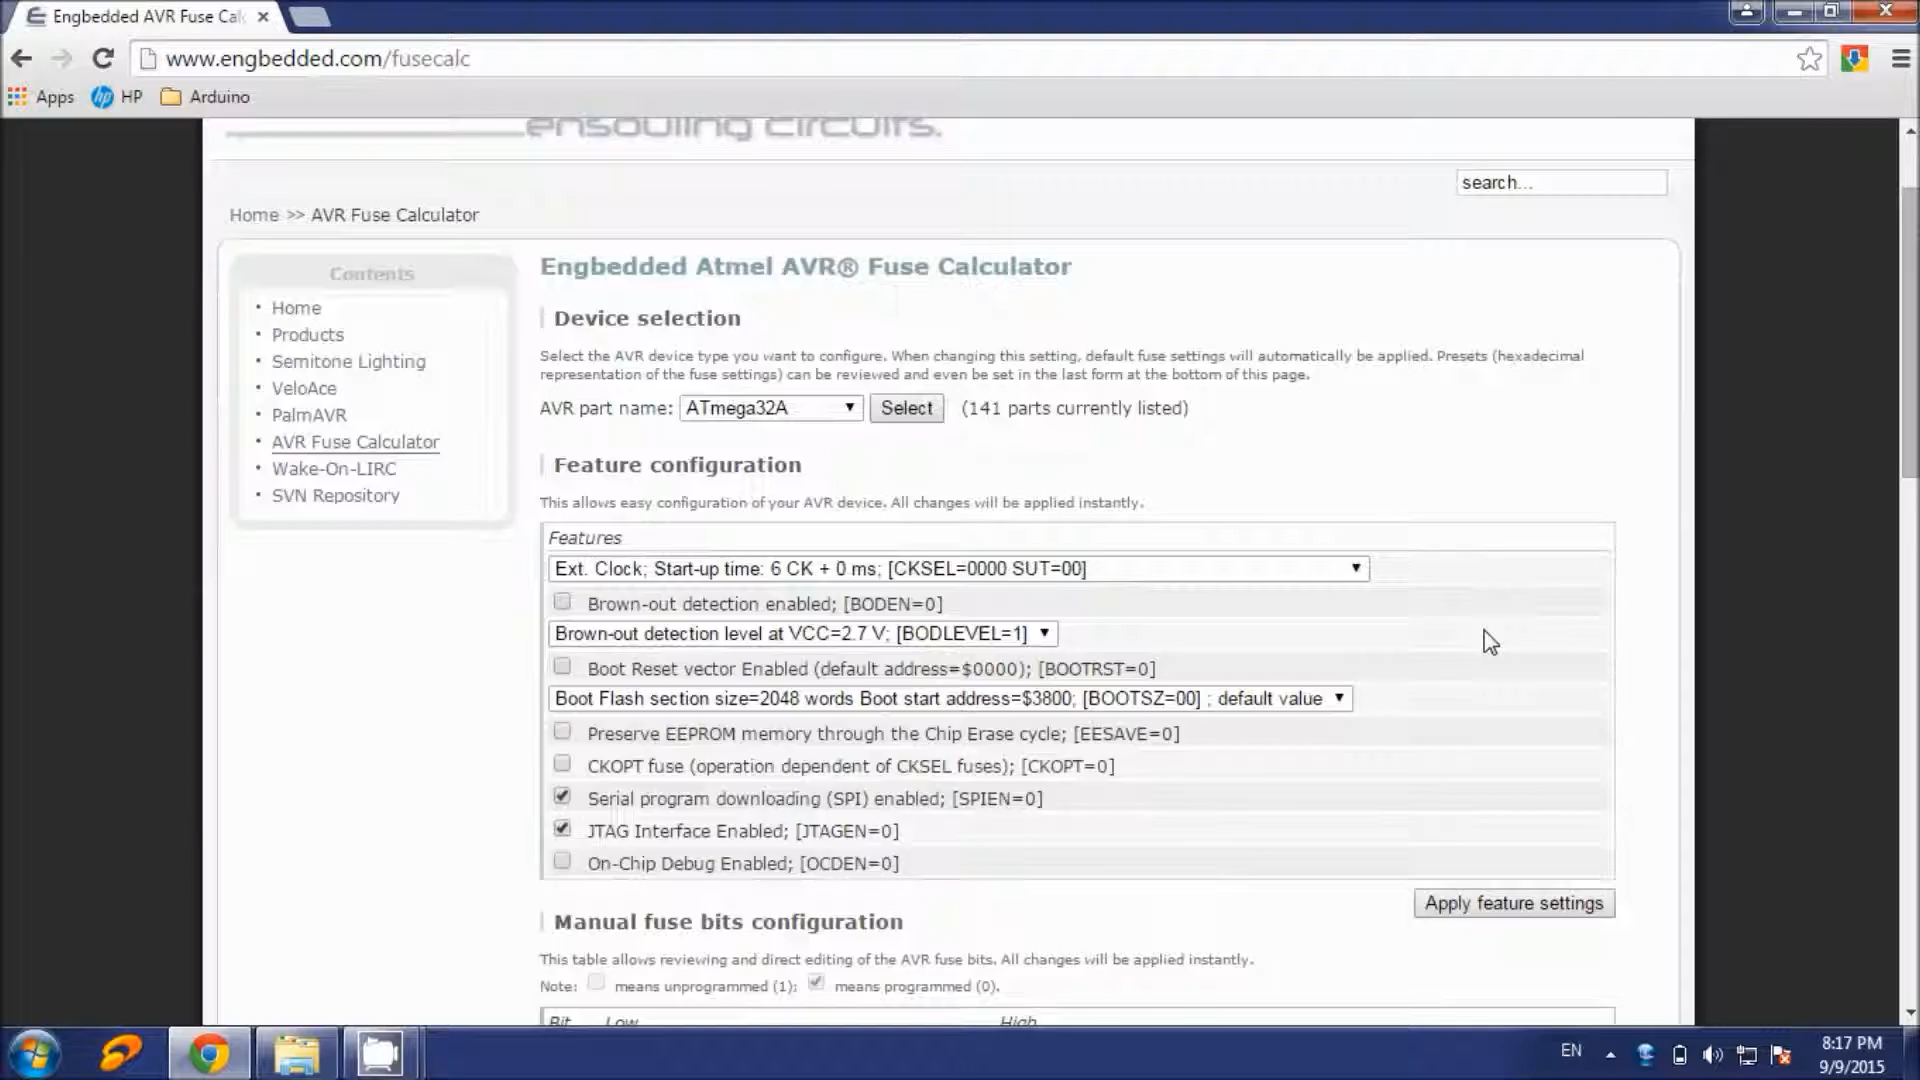 Engbedded AVR Fuse Cal
www.engbedded.com/fusecalc
Apps
hp HP
Arduino
ensouling circuits.
search...
Home >> AVR Fuse Calculator
Contents
• Home
• Products
• Semitone Lighting
• VeloAce
• PalmAVR
• AVR Fuse Calculator
• Wake-On-LIRC
• SVN Repository
Engbedded Atmel AVR® Fuse Calculator
Device selection
Select the AVR device type you want to configure. When changing this setting, default fuse settings will automatically be applied. Presets (hexadecimal
representation of the fuse settings) can be reviewed and even be set in the last form at the bottom of this page.
AVR part name: ATmega32A Select (141 parts currently listed)
Feature configuration
This allows easy configuration of your AVR device. All changes will be applied instantly.
Features
Ext. Clock; Start-up time: 6 CK + 0 ms; [CKSEL=0000 SUT=00]
Brown-out detection enabled; [BODEN=0]
Brown-out detection level at VCC=2.7 V; [BODLEVEL=1]
Boot Reset vector Enabled (default address=$0000); [BOOTRST=0]
Boot Flash section size=2048 words Boot start address=$3800; [BOOTSZ=00] ; default value
Preserve EEPROM memory through the Chip Erase cycle; [EESAVE=0]
CKOPT fuse (operation dependent of CKSEL fuses); [CKOPT=0]
Serial program downloading (SPI) enabled; [SPIEN=0]
JTAG Interface Enabled; [JTAGEN=0]
On-Chip Debug Enabled; [OCDEN=0]
Apply feature settings
Manual fuse bits configuration
This table allows reviewing and direct editing of the AVR fuse bits. All changes will be applied instantly.
Note: means unprogrammed (1); means programmed (0).
Bit Low High
EN
8:17 PM
9/9/2015